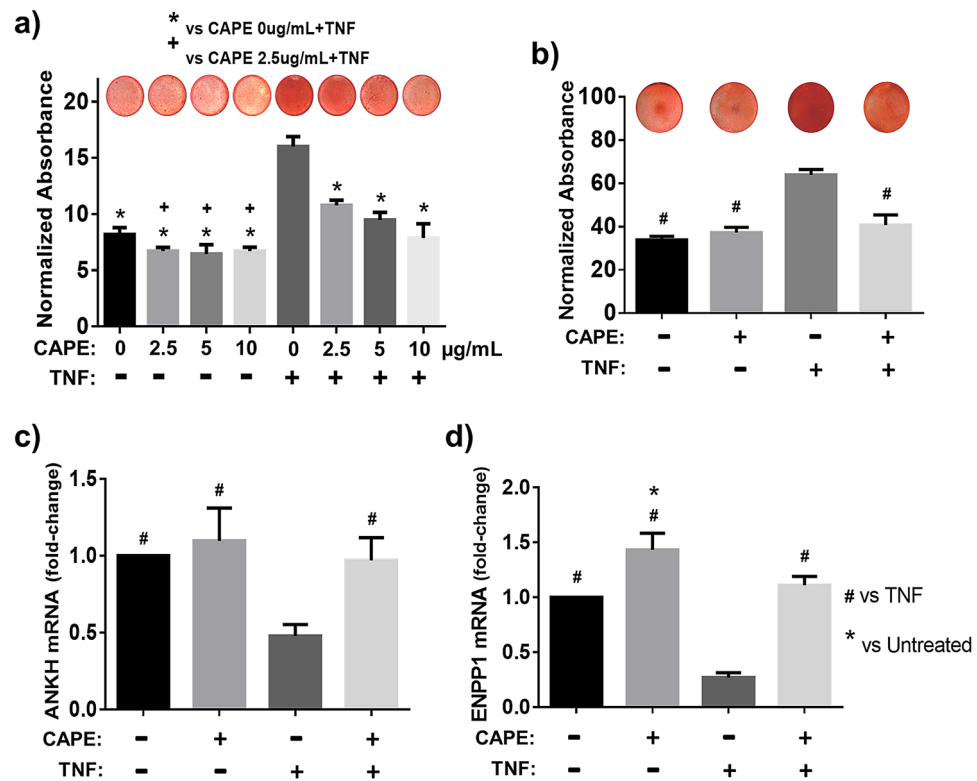 a)
* vs CAPE 0ug/mL+TNF
+ vs CAPE 2.5ug/mL+TNF
Normalized Absorbance
20
15
10
5
0
* + * + * + * * * *
CAPE: 0 2.5 5 10 0 2.5 5 10 µg/mL
TNF: - - - - + + + +
b)
Normalized Absorbance
100
80
60
40
20
0
# # #
CAPE: - + - +
TNF: - - + +
c)
ANKH mRNA (fold-change)
1.5
1.0
0.5
0.0
# # #
CAPE: - + - +
TNF: - - + +
d)
ENPP1 mRNA (fold-change)
2.0
1.5
1.0
0.5
0.0
# * # #
CAPE: - + - +
TNF: - - + +
# vs TNF
* vs Untreated